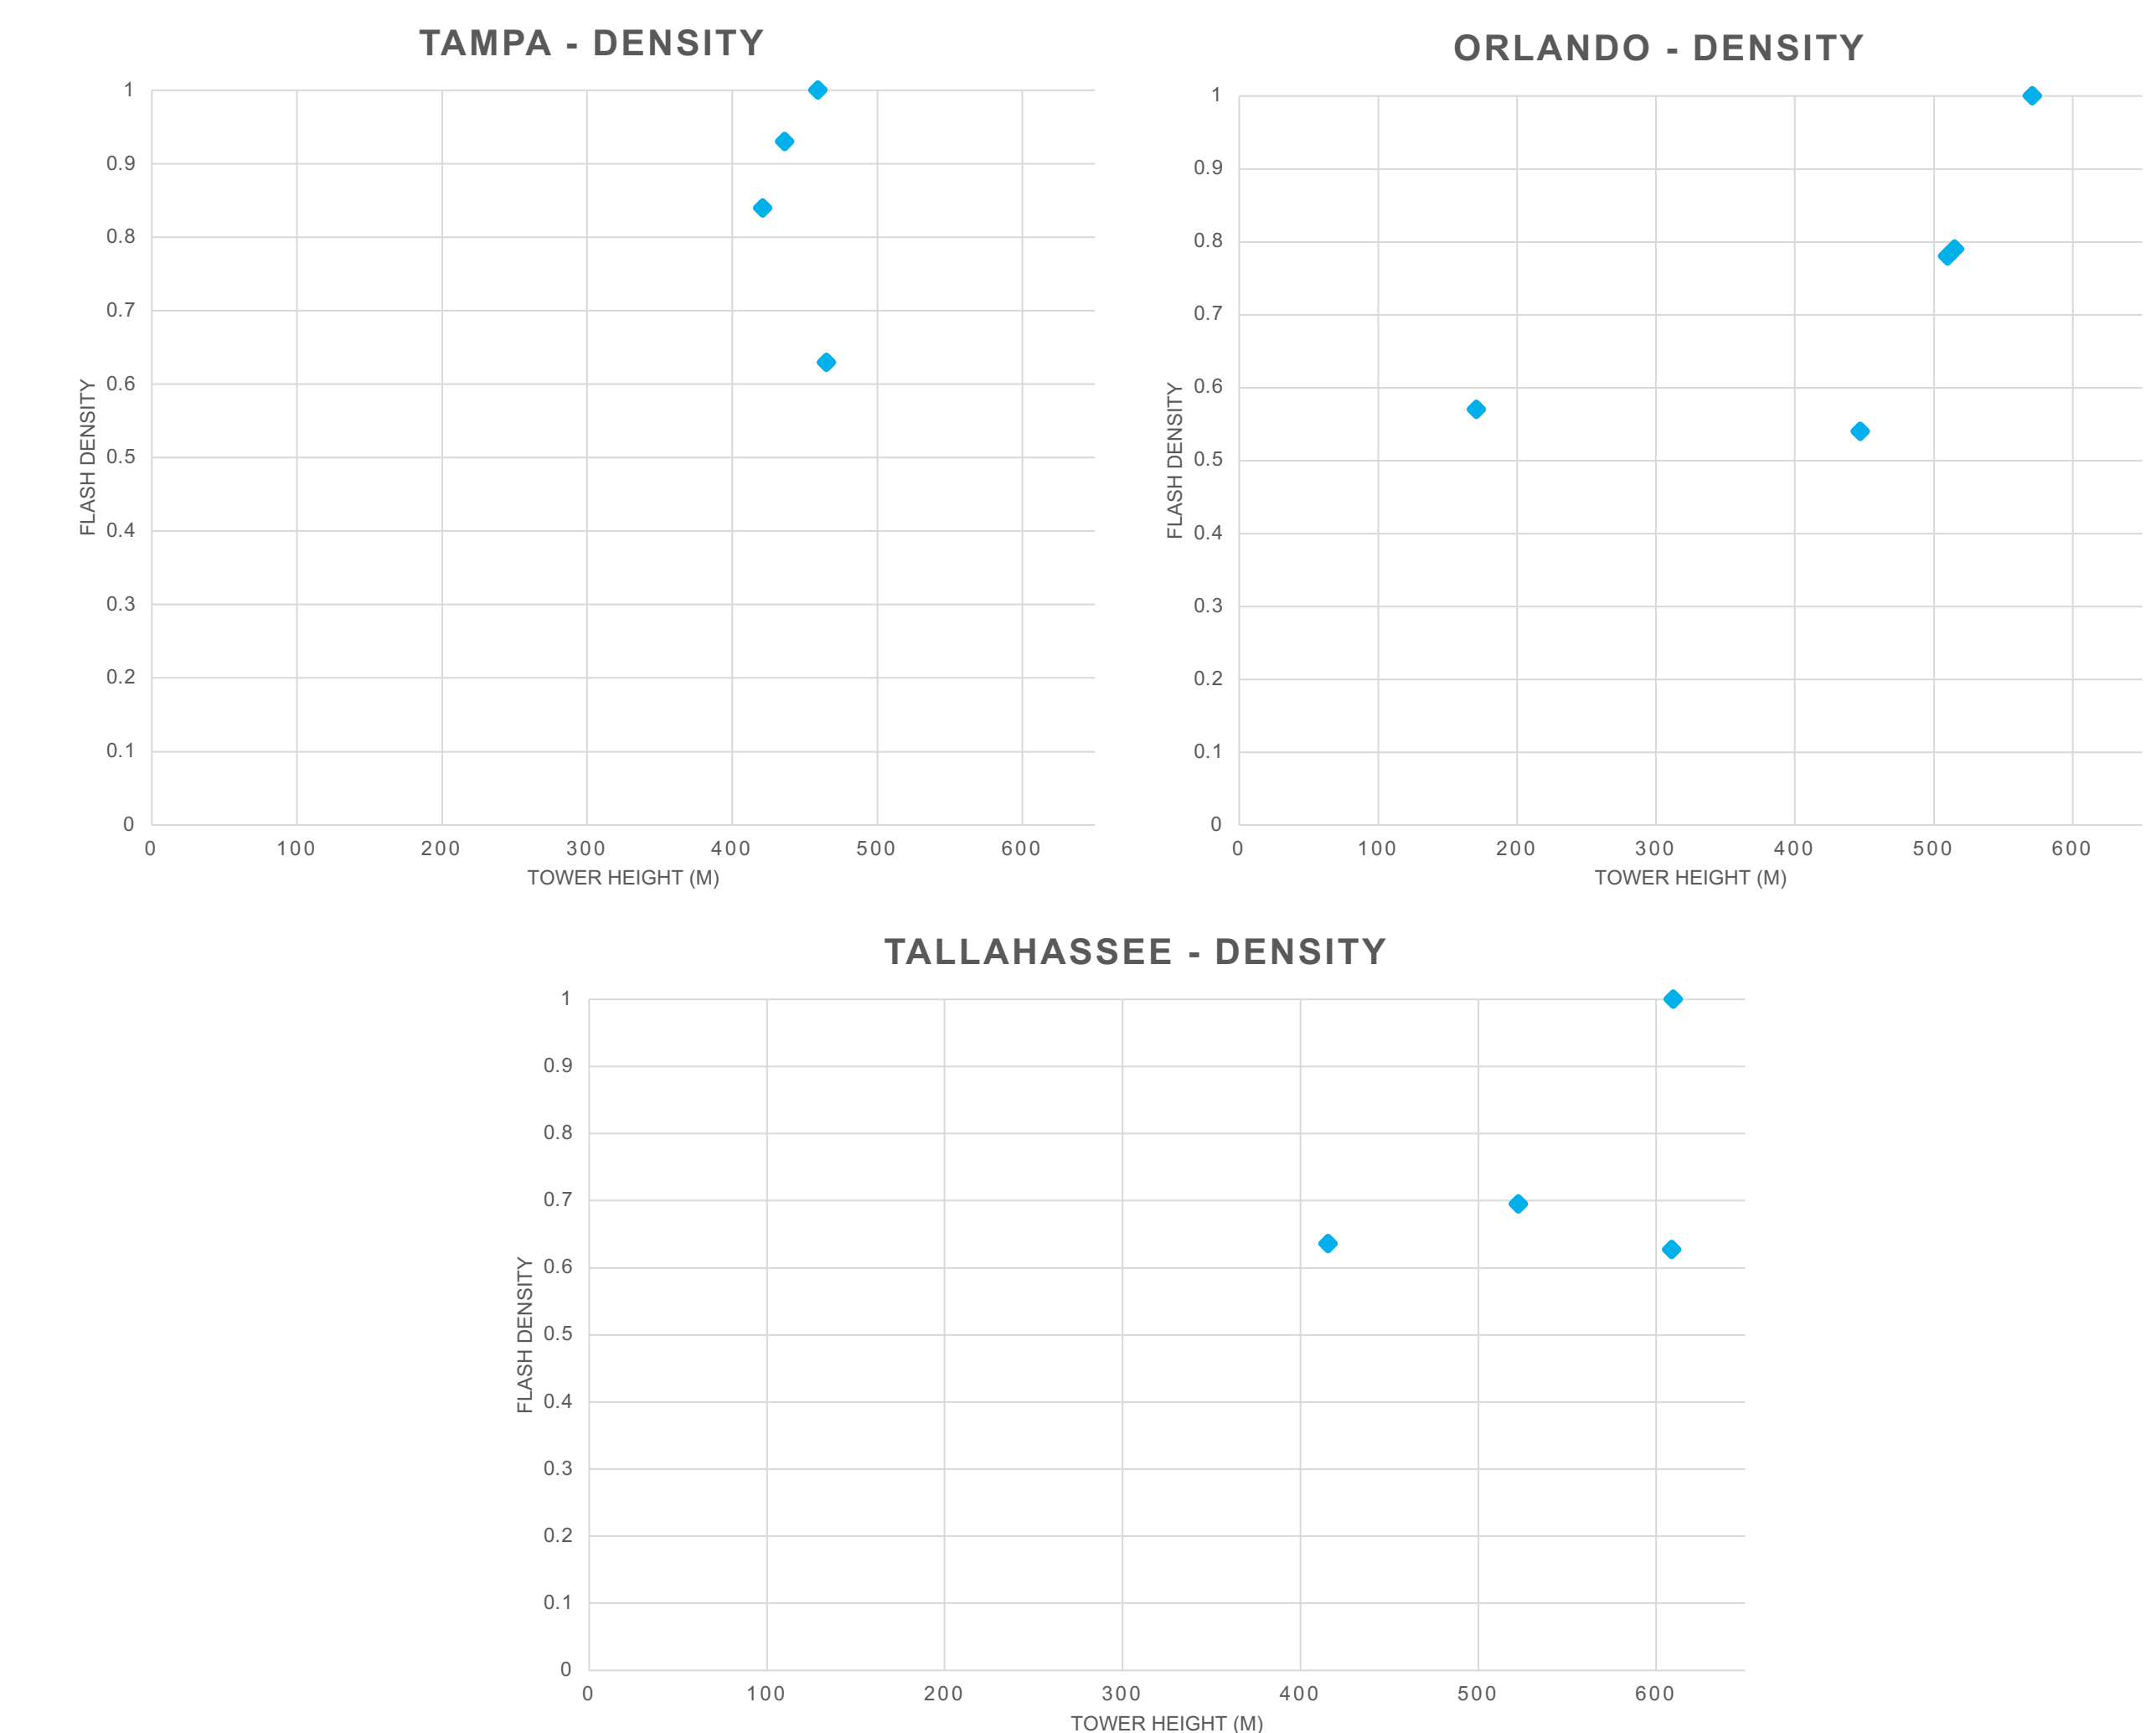 TAMPA - DENSITY
1
0.9
0.8
0.7
0.6
0.5
0.4
0.3
0.2
0.1
0
FLASH DENSITY
0 100 200 300 400 500 600
TOWER HEIGHT (M)
ORLANDO - DENSITY
1
0.9
0.8
0.7
0.6
0.5
0.4
0.3
0.2
0.1
0
FLASH DENSITY
0 100 200 300 400 500 600
TOWER HEIGHT (M)
TALLAHASSEE - DENSITY
1
0.9
0.8
0.7
0.6
0.5
0.4
0.3
0.2
0.1
0
FLASH DENSITY
0 100 200 300 400 500 600
TOWER HEIGHT (M)